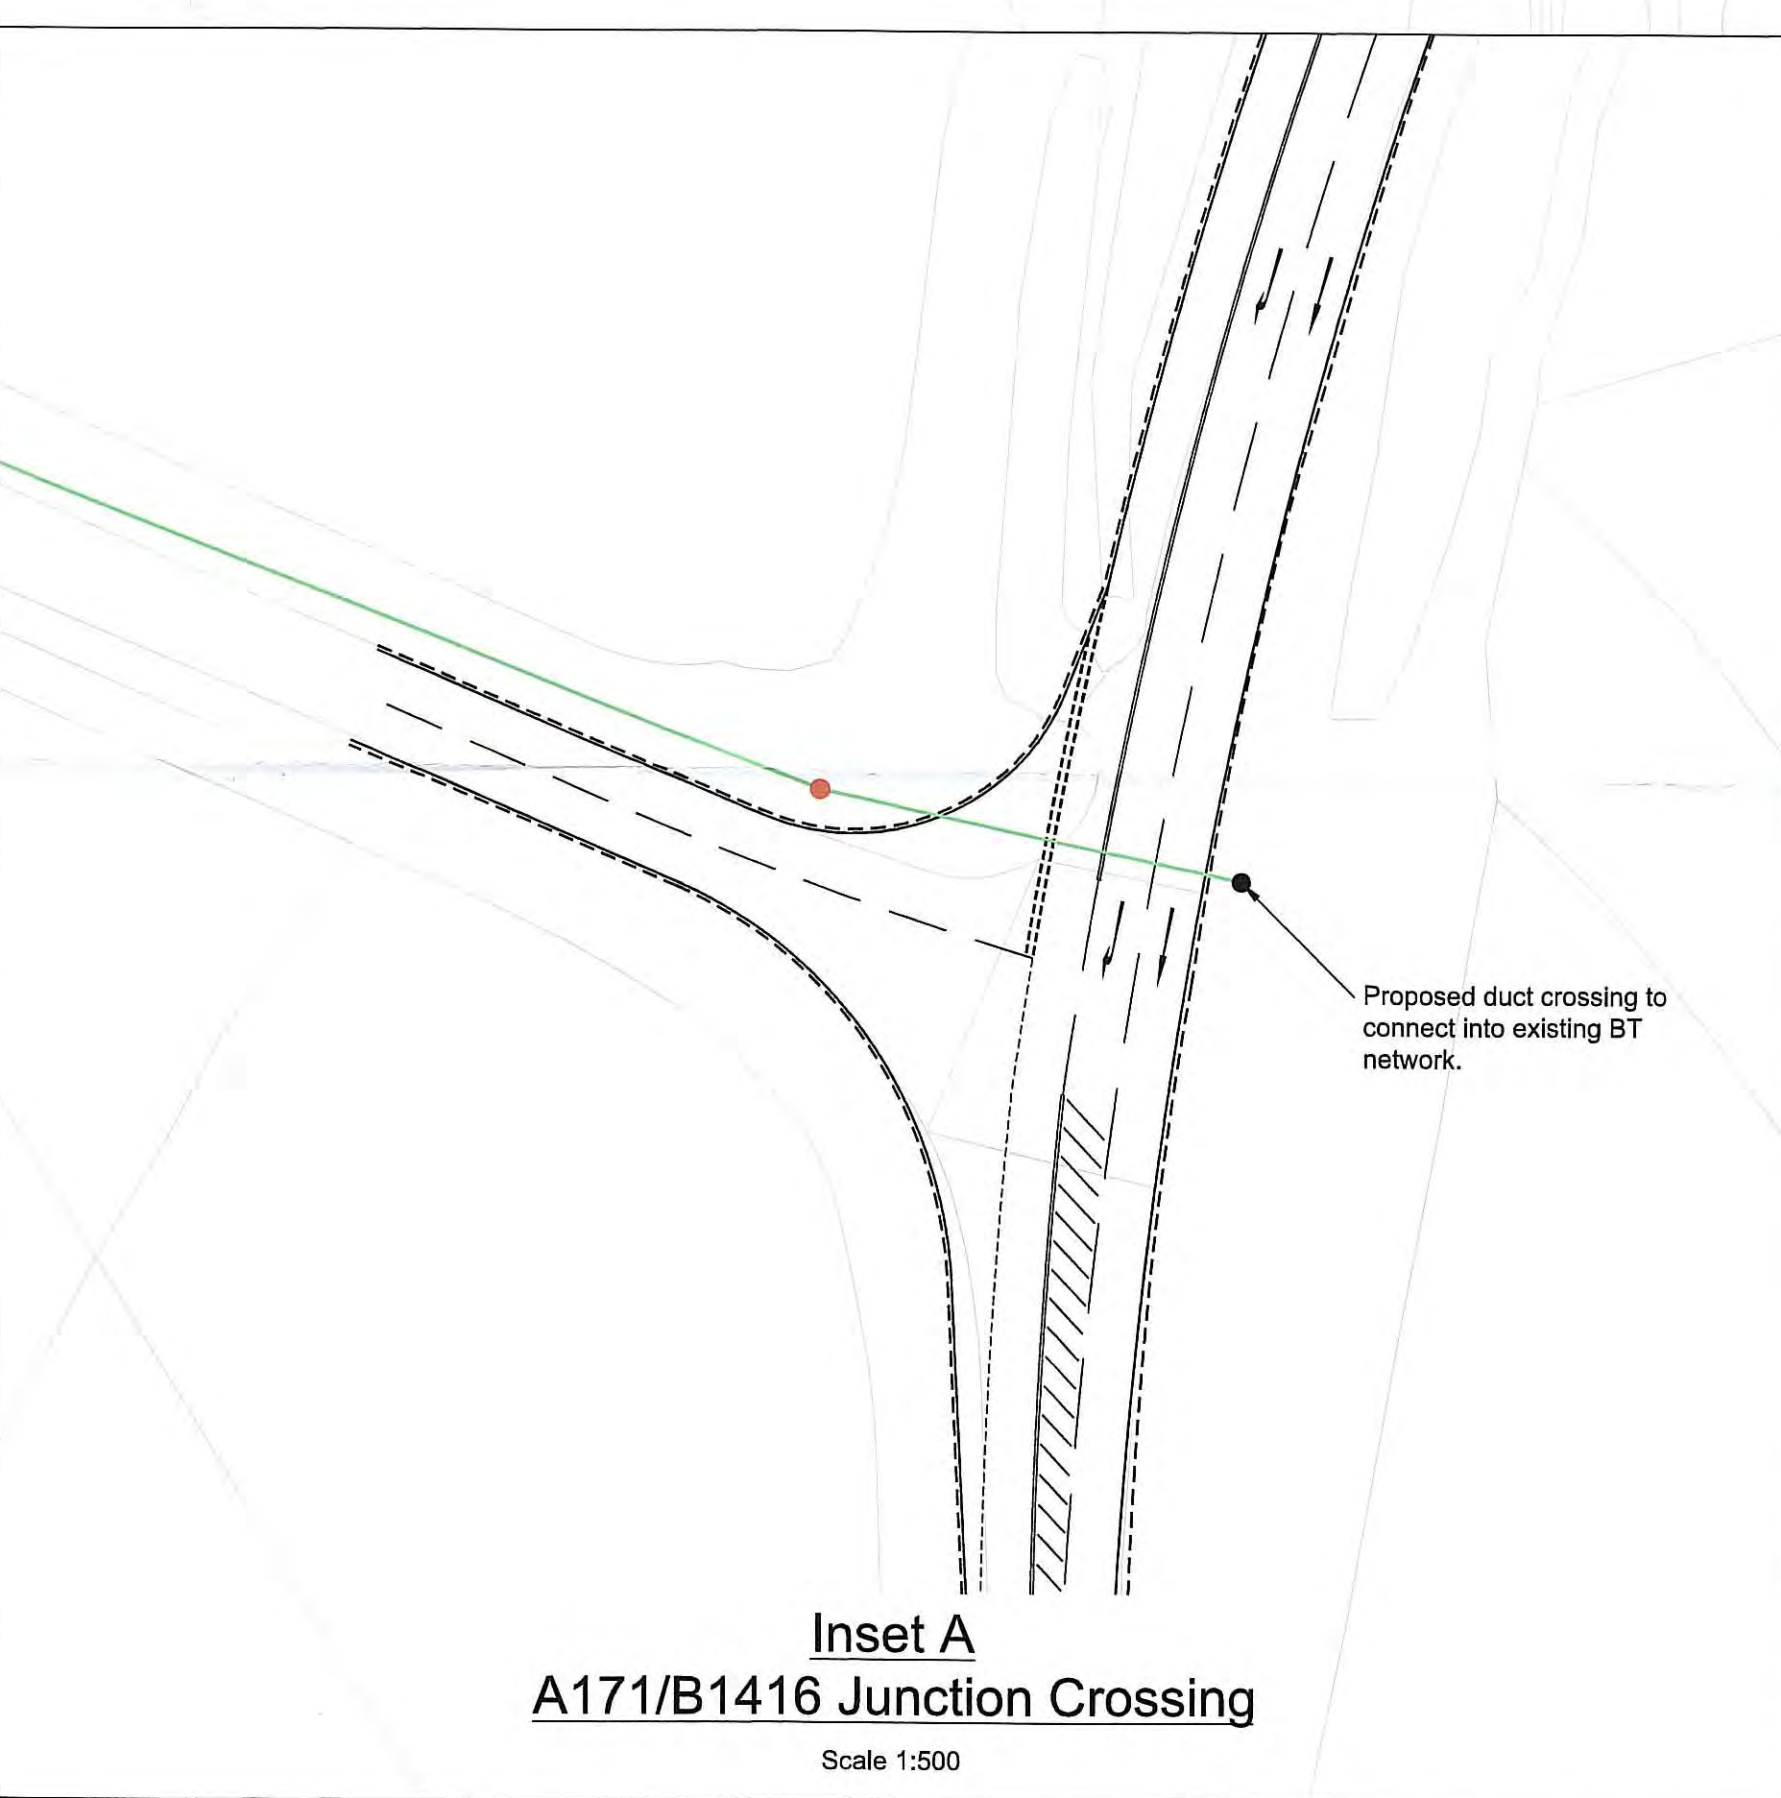 Proposed duct crossing to
connect into existing BT
network.
Inset A
A171/B1416 Junction Crossing
Scale 1:500